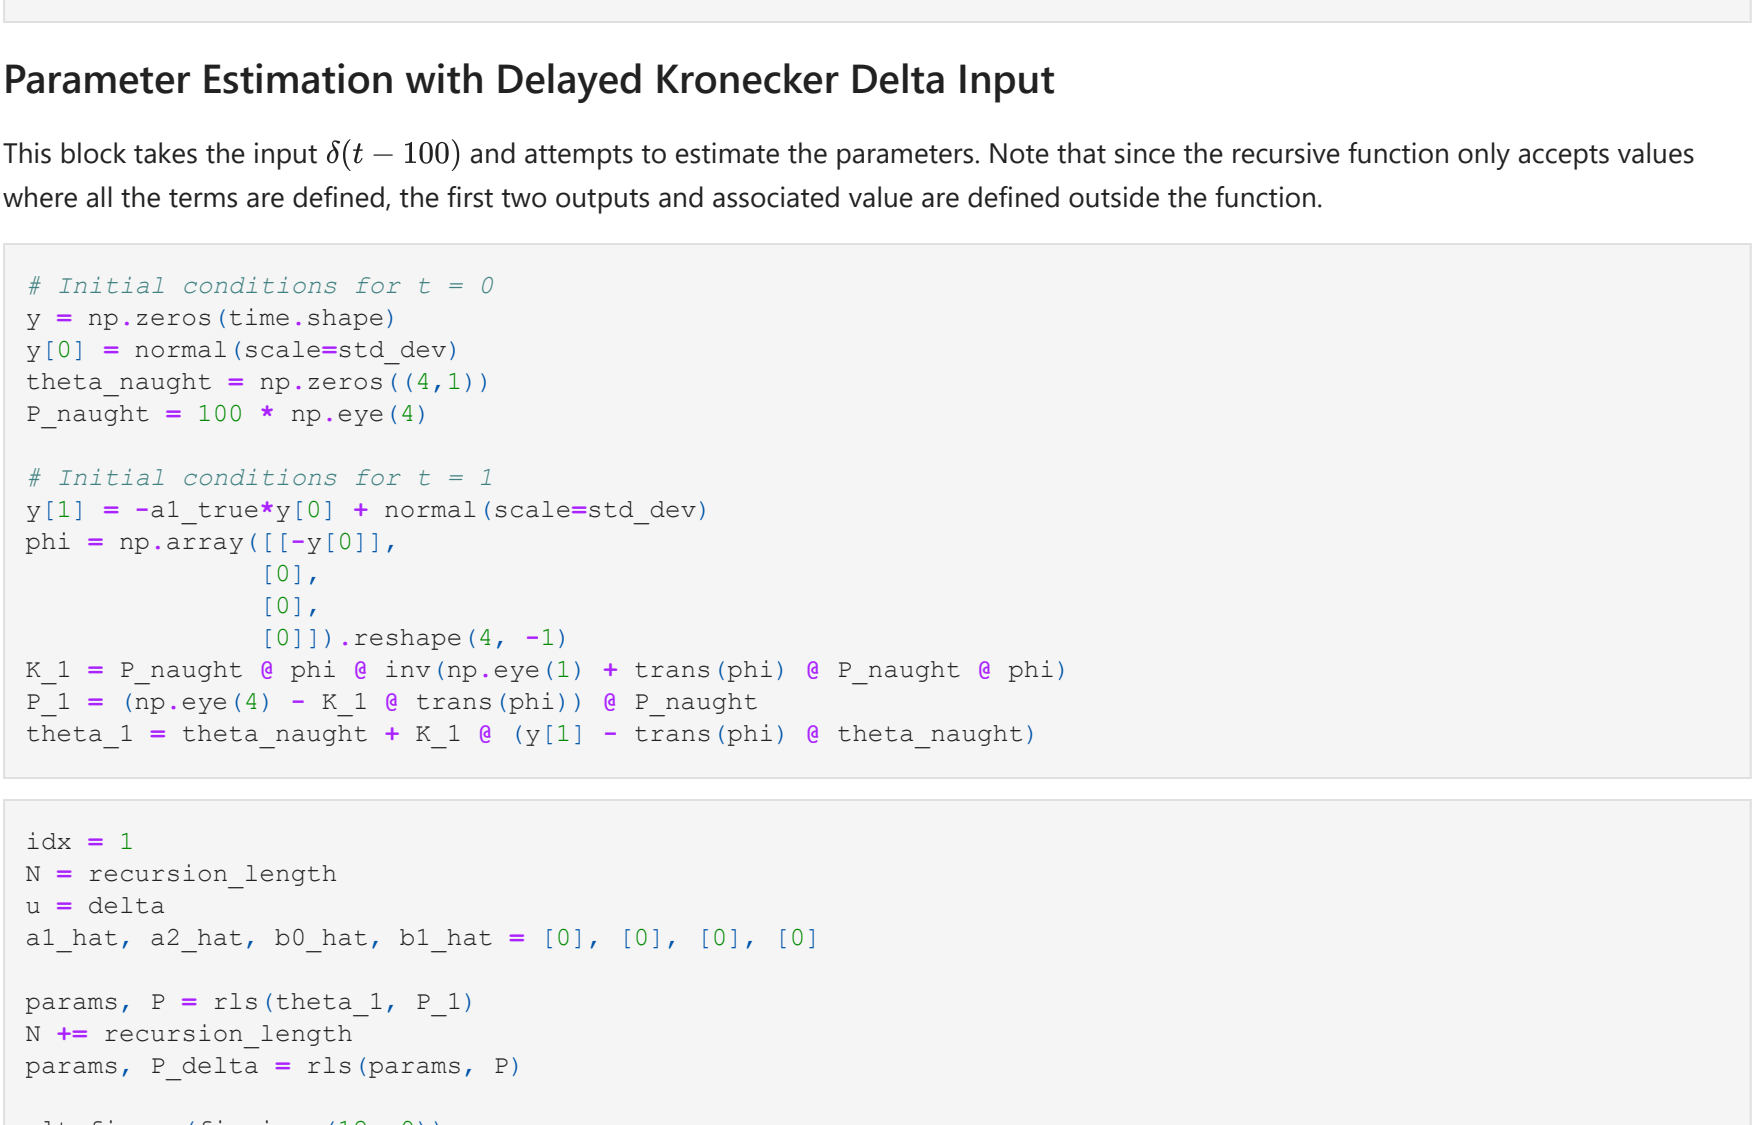 Parameter Estimation with Delayed Kronecker Delta Input
This block takes the input δ(t − 100) and attempts to estimate the parameters. Note that since the recursive function only accepts values
where all the terms are defined, the first two outputs and associated value are defined outside the function.
# Initial conditions for t = 0
y = np.zeros(time.shape)
y[0] = normal(scale=std_dev)
theta_naught = np.zeros((4,1))
P_naught = 100 * np.eye(4)
# Initial conditions for t = 1
y[1] = -a1_true*y[0] + normal(scale=std_dev)
phi = np.array([[-y[0]],
[0],
[0],
[0]]).reshape(4, -1)
K_1 = P_naught @ phi @ inv(np.eye(1) + trans(phi) @ P_naught @ phi)
P_1 = (np.eye(4) - K_1 @ trans(phi)) @ P_naught
theta_1 = theta_naught + K_1 @ (y[1] - trans(phi) @ theta_naught)
idx = 1
N = recursion_length
u = delta
a1_hat, a2_hat, b0_hat, b1_hat = [0], [0], [0], [0]
params, P = rls(theta_1, P_1)
N += recursion_length
params, P_delta = rls(params, P)